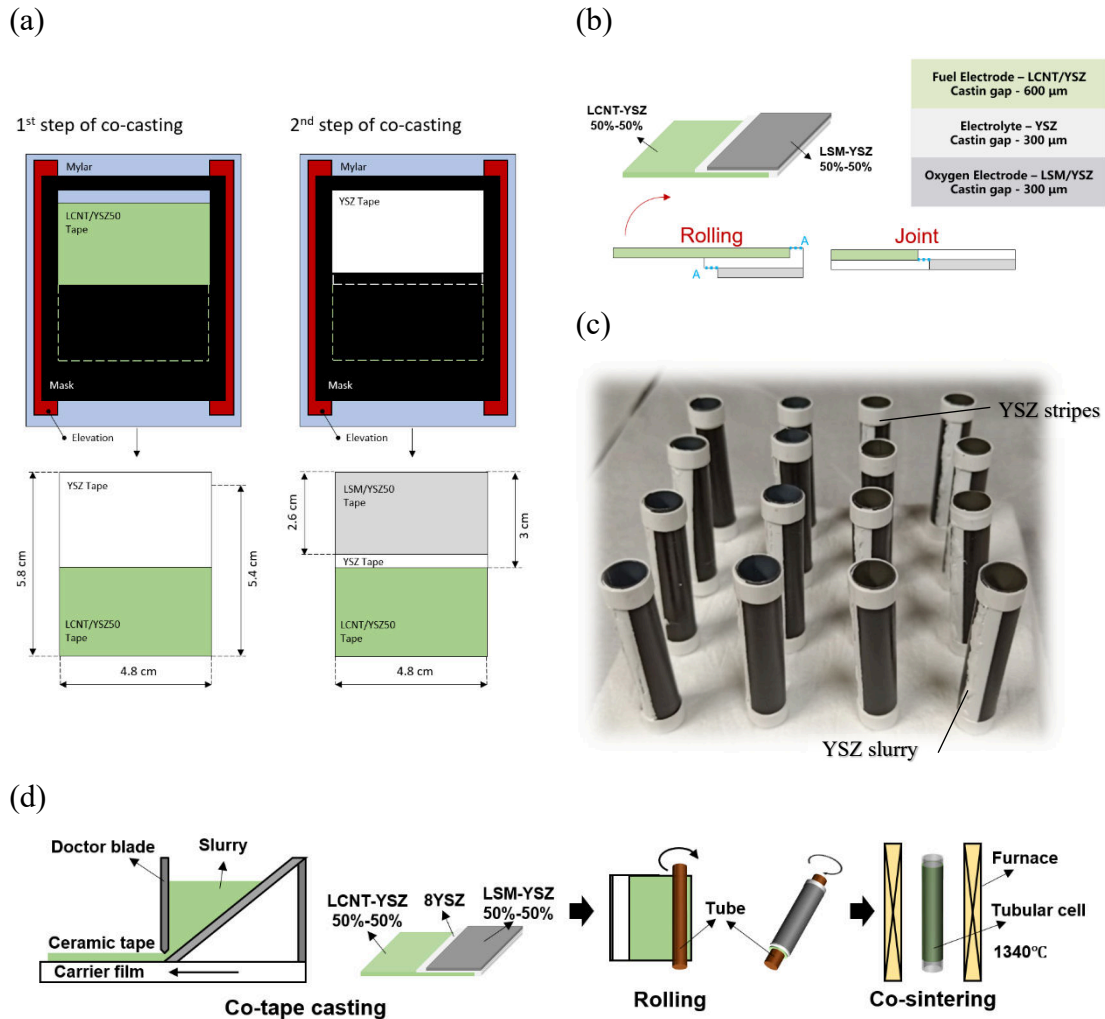 (a)
1st step of co-casting
2nd step of co-casting
Mylar
LCNT/YSZ50
Tape
Mask
Elevation
Mylar
YSZ Tape
Mask
Elevation
YSZ Tape
LCNT/YSZ50
Tape
5.8 cm
5.4 cm
4.8 cm
LSM/YSZ50
Tape
YSZ Tape
LCNT/YSZ50
Tape
2.6 cm
3 cm
4.8 cm
(b)
LCNT-YSZ
50%-50%
LSM-YSZ
50%-50%
Fuel Electrode – LCNT/YSZ
Castin gap - 600 µm
Electrolyte – YSZ
Castin gap - 300 µm
Oxygen Electrode – LSM/YSZ
Castin gap - 300 µm
Rolling
A
A
Joint
(c)
YSZ stripes
YSZ slurry
(d)
Doctor blade
Slurry
Ceramic tape
Carrier film
LCNT-YSZ
50%-50%
8YSZ
LSM-YSZ
50%-50%
Co-tape casting
Tube
Rolling
Furnace
Tubular cell
1340℃
Co-sintering